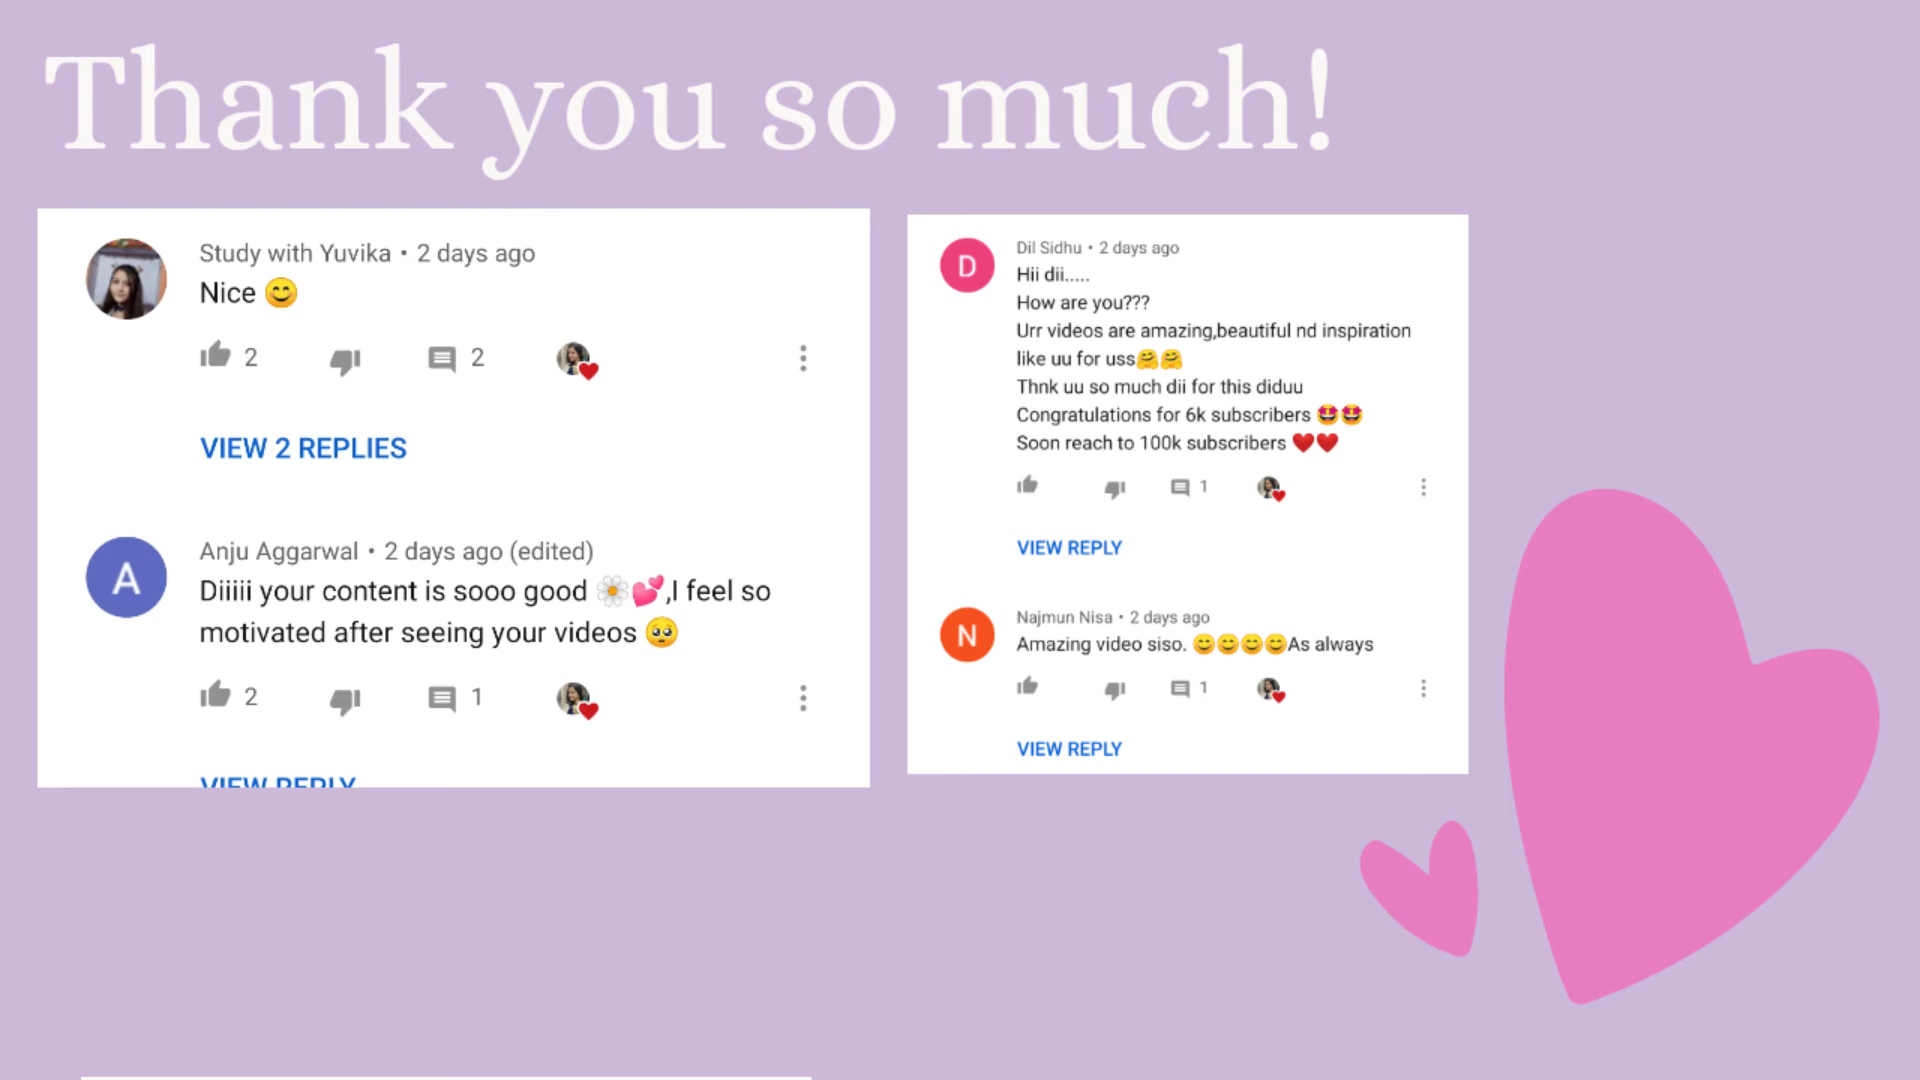 Thank you so much!
Study with Yuvika • 2 days ago
Nice 😊
2 2
VIEW 2 REPLIES
A
Anju Aggarwal • 2 days ago (edited)
Diiiii your content is sooo good 🌼💕,I feel so
motivated after seeing your videos 🥺
2 1
VIEW REPLY
D
Dil Sidhu • 2 days ago
Hii dii.....
How are you???
Urr videos are amazing,beautiful nd inspiration
like uu for uss🤗🤗
Thnk uu so much dii for this diduu
Congratulations for 6k subscribers 🤩🤩
Soon reach to 100k subscribers ❤️❤️
1
VIEW REPLY
N
Najmun Nisa • 2 days ago
Amazing video siso. 😊😊😊😊As always
1
VIEW REPLY